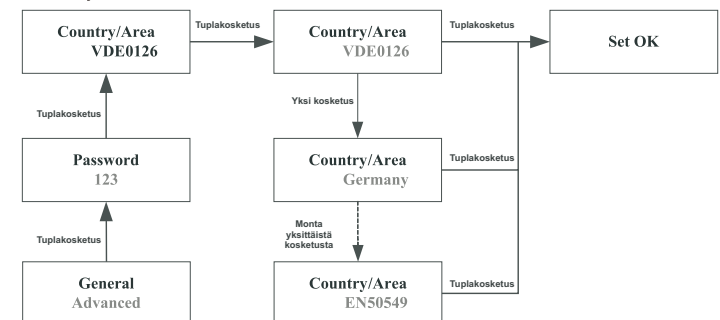 Country/Area
VDE0126
Tuplakosketus
Country/Area
VDE0126
Tuplakosketus
Set OK
Tuplakosketus
Yksi kosketus
Password
123
Country/Area
Germany
Tuplakosketus
Tuplakosketus
Monta
yksittäistä
kosketusta
General
Advanced
Country/Area
EN50549
Tuplakosketus